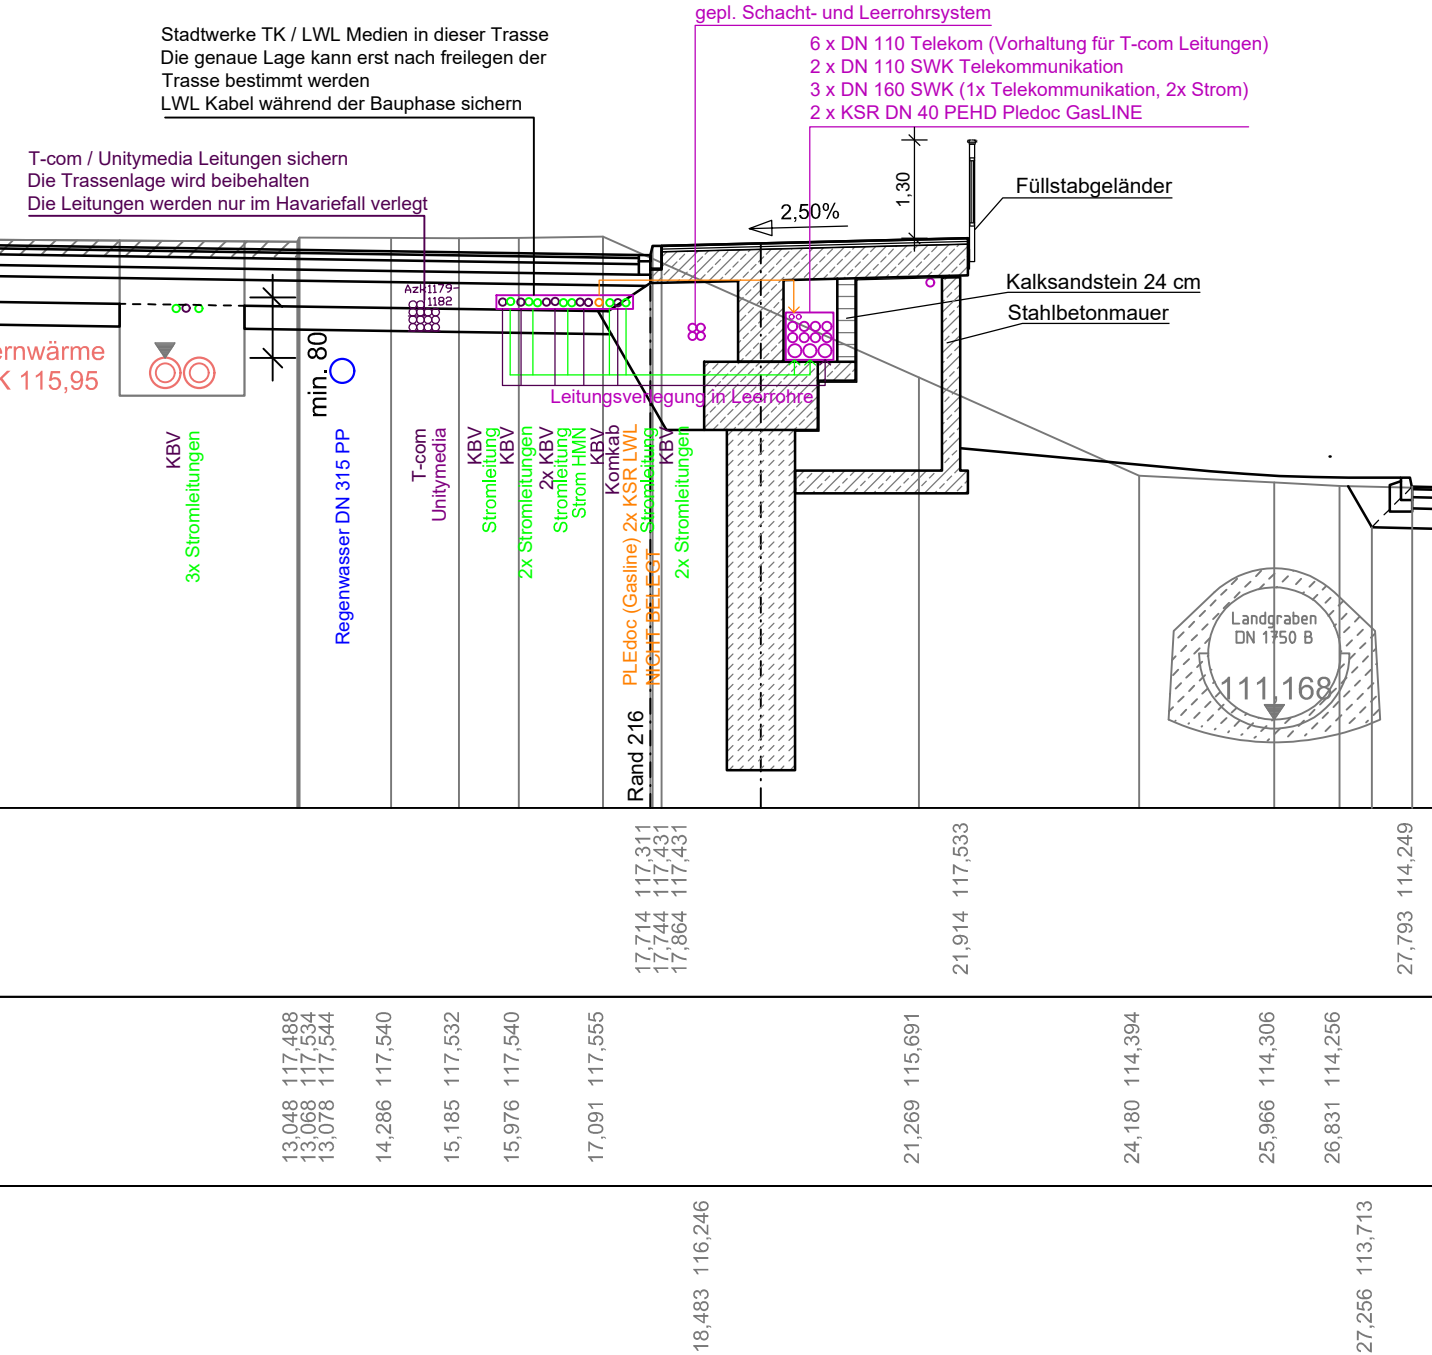 gepl. Schacht- und Leerrohrsystem
Stadtwerke TK / LWL Medien in dieser Trasse
Die genaue Lage kann erst nach freilegen der
Trasse bestimmt werden
LWL Kabel während der Bauphase sichern
6 x DN 110 Telekom (Vorhaltung für T-com Leitungen)
2 x DN 110 SWK Telekommunikation
3 x DN 160 SWK (1x Telekommunikation, 2x Strom)
2 x KSR DN 40 PEHD Pledoc GasLINE
T-com / Unitymedia Leitungen sichern
Die Trassenlage wird beibehalten
Die Leitungen werden nur im Havariefall verlegt
1,30
Füllstabgeländer
2,50%
Kalksandstein 24 cm
Stahlbetonmauer
AzK1179-
1182
ernwärme
K 115,95
min. 80
Leitungsverlegung in Leerrohre
KBV
3x Stromleitungen
Regenwasser DN 315 PP
T-com
Unitymedia
KBV
Stromleitung
KBV
2x Stromleitungen
2x KBV
Stromleitung
Strom HMN
KBV
Komkab
PLEdoc (Gasline) 2x KSR LWL
NICHT BELEGT
Stromleitung
KBV
2x Stromleitungen
Rand 216
Landgraben
DN 1750 B
111,168
17,714 117,311
17,744 117,431
17,864 117,431
21,914 117,533
27,793 114,249
13,048 117,488
13,068 117,534
13,078 117,544
14,286 117,540
15,185 117,532
15,976 117,540
17,091 117,555
21,269 115,691
24,180 114,394
25,966 114,306
26,831 114,256
18,483 116,246
27,256 113,713